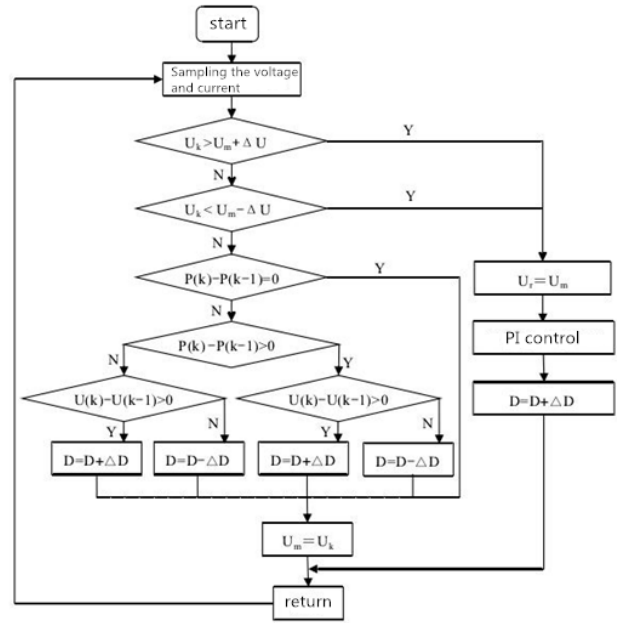 start
Sampling the voltage
and current
Y
Uₖ>Uₘ+ΔU
N
Y
Uₖ<Uₘ−ΔU
N
Y
P(k)−P(k−1)=0
Uᵣ=Uₘ
N
PI control
P(k)−P(k−1)>0
N
Y
D=D+△D
U(k)−U(k−1)>0
U(k)−U(k−1)>0
N
N
Y
Y
D=D+△D
D=D−△D
D=D+△D
D=D−△D
Uₘ=Uₖ
return